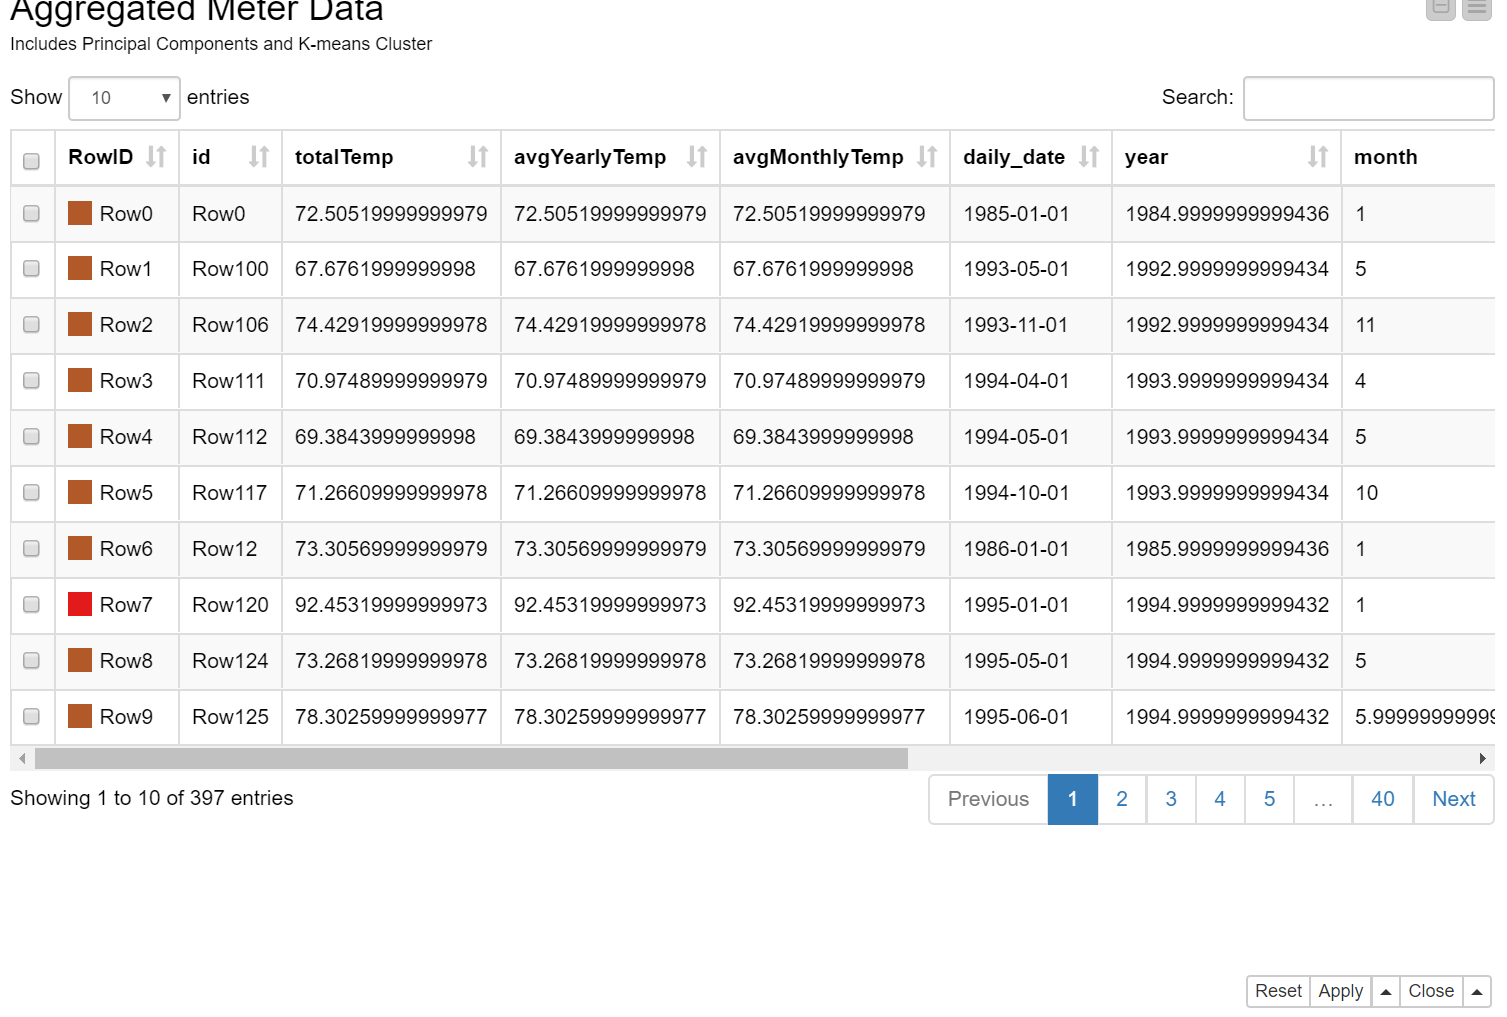 Aggregated Meter Data
Includes Principal Components and K-means Cluster
Show 10 entries Search:
RowID id totalTemp avgYearlyTemp avgMonthlyTemp daily_date year month
Row0 Row0 72.50519999999979 72.50519999999979 72.50519999999979 1985-01-01 1984.9999999999436 1
Row1 Row100 67.6761999999998 67.6761999999998 67.6761999999998 1993-05-01 1992.9999999999434 5
Row2 Row106 74.42919999999978 74.42919999999978 74.42919999999978 1993-11-01 1992.9999999999434 11
Row3 Row111 70.97489999999979 70.97489999999979 70.97489999999979 1994-04-01 1993.9999999999434 4
Row4 Row112 69.3843999999998 69.3843999999998 69.3843999999998 1994-05-01 1993.9999999999434 5
Row5 Row117 71.26609999999978 71.26609999999978 71.26609999999978 1994-10-01 1993.9999999999434 10
Row6 Row12 73.30569999999979 73.30569999999979 73.30569999999979 1986-01-01 1985.9999999999436 1
Row7 Row120 92.45319999999973 92.45319999999973 92.45319999999973 1995-01-01 1994.9999999999432 1
Row8 Row124 73.26819999999978 73.26819999999978 73.26819999999978 1995-05-01 1994.9999999999432 5
Row9 Row125 78.30259999999977 78.30259999999977 78.30259999999977 1995-06-01 1994.9999999999432 5.99999999999
Showing 1 to 10 of 397 entries Previous 1 2 3 4 5 … 40 Next
Reset Apply Close